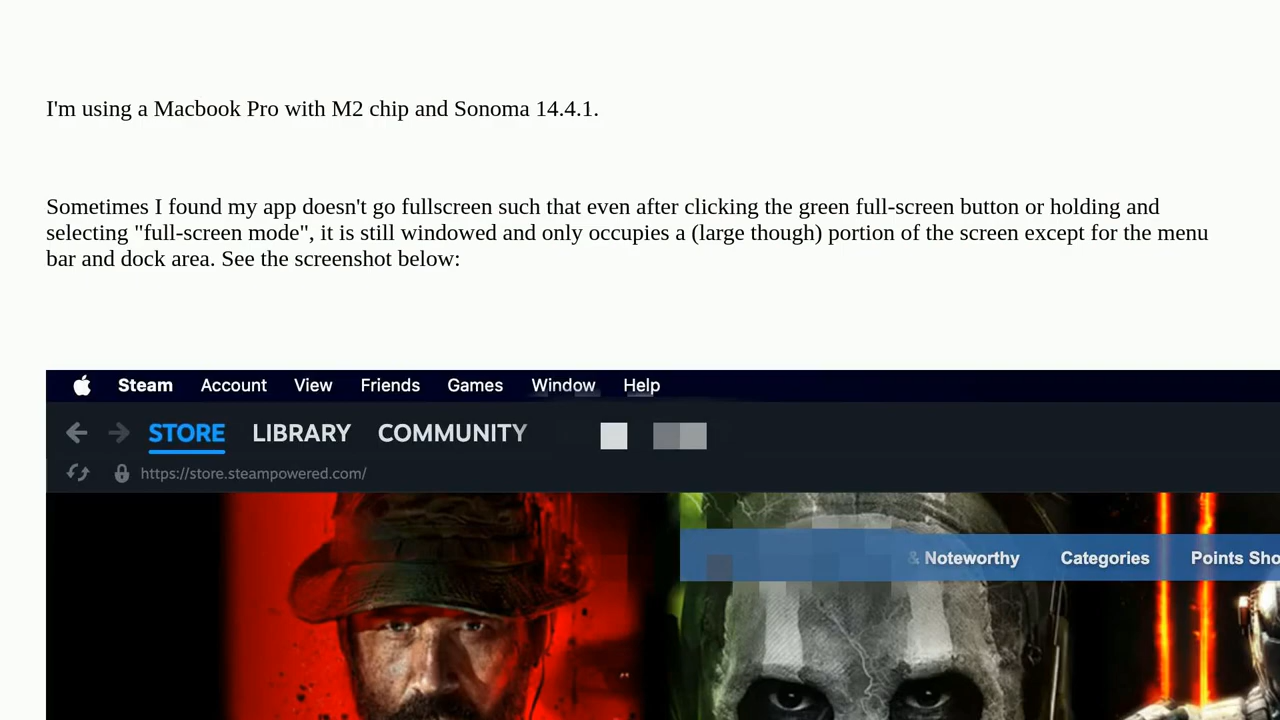 I'm using a Macbook Pro with M2 chip and Sonoma 14.4.1.
Sometimes I found my app doesn't go fullscreen such that even after clicking the green full-screen button or holding and
selecting "full-screen mode", it is still windowed and only occupies a (large though) portion of the screen except for the menu
bar and dock area. See the screenshot below:
Steam Account View Friends Games Window Help
STORE LIBRARY COMMUNITY
https://store.steampowered.com/
& Noteworthy Categories Points Sho